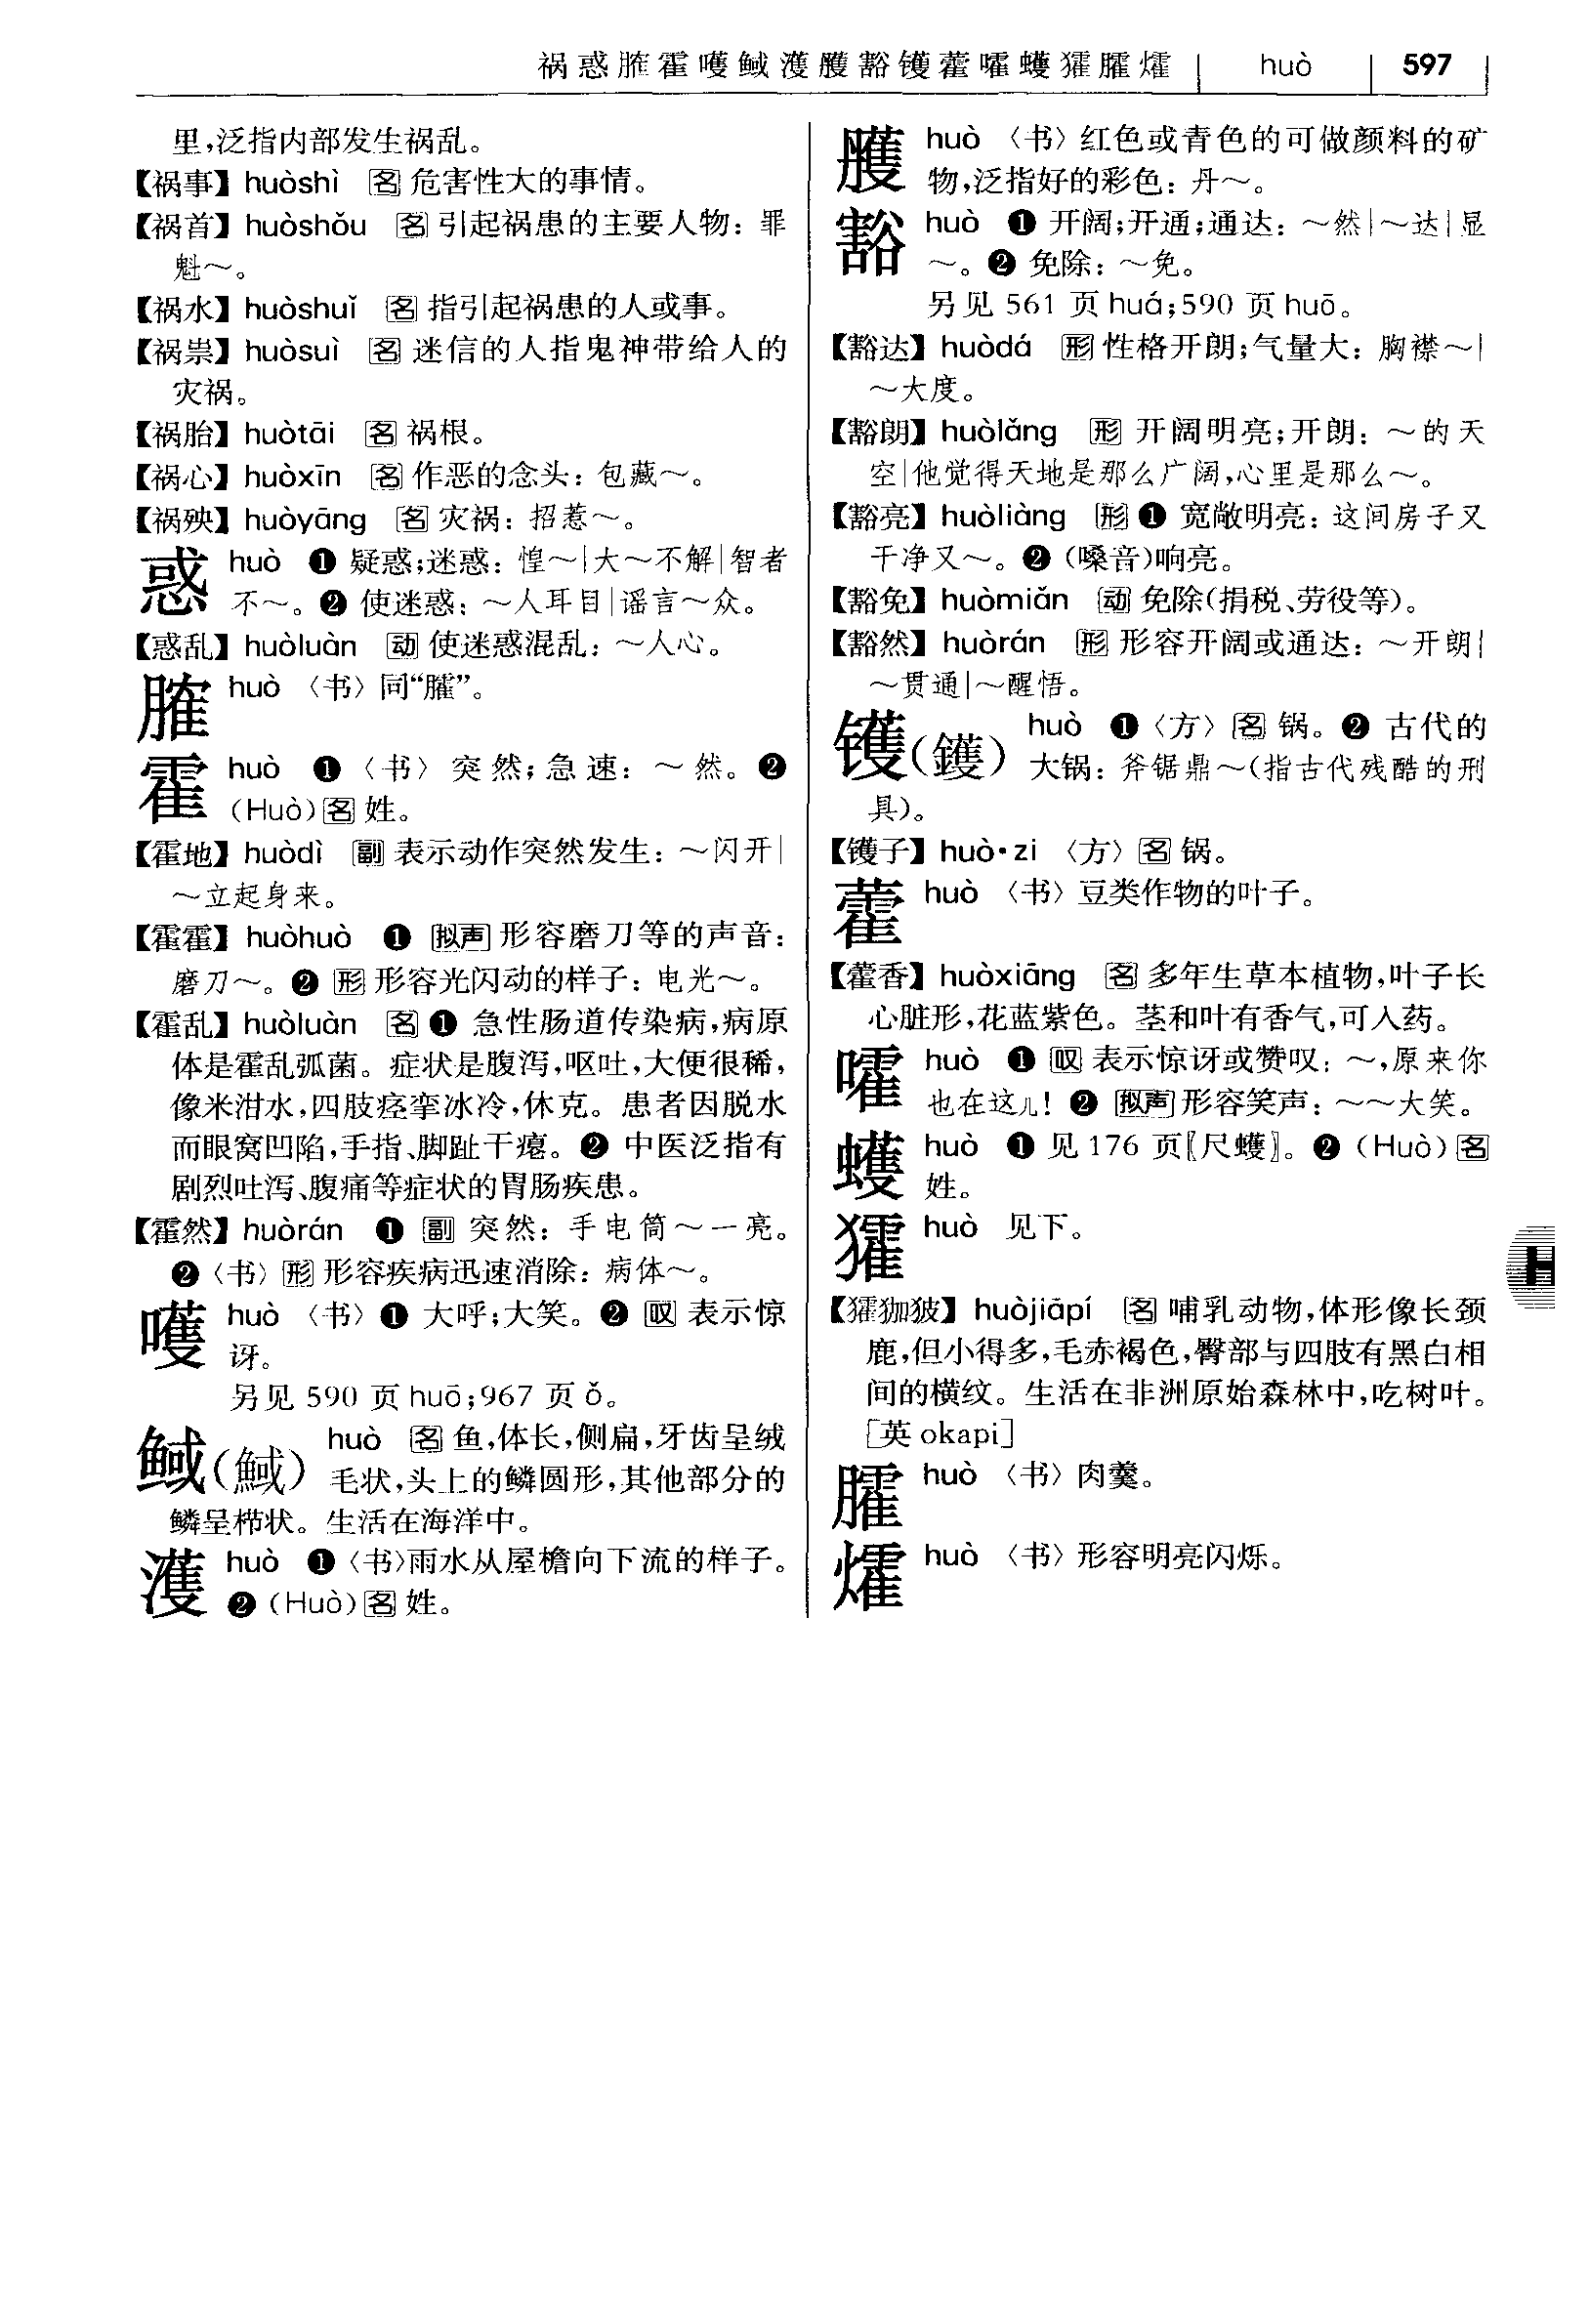 祸惑䐟霍嚄鱤濩臒豁镬藿嚯蠖㺢臛爠 huò 597
里,泛指内部发生祸乱。
【祸事】huòshì 名 危害性大的事情。
【祸首】huòshǒu 名 引起祸患的主要人物：罪
魁～。
【祸水】huòshuǐ 名 指引起祸患的人或事。
【祸祟】huòsuì 名 迷信的人指鬼神带给人的
灾祸。
【祸胎】huòtāi 名 祸根。
【祸心】huòxīn 名 作恶的念头：包藏～。
【祸殃】huòyāng 名 灾祸：招惹～。
惑 huò ❶ 疑惑;迷惑：惶～|大～不解|智者
不～。❷ 使迷惑：～人耳目|谣言～众。
【惑乱】huòluàn 动 使迷惑混乱：～人心。
huò 〈书〉同“臛”。
霍 huò ❶〈书〉突然;急速：～然。❷
(Huò)名 姓。
【霍地】huòdì 副 表示动作突然发生：～闪开|
～立起身来。
【霍霍】huòhuò ❶ 拟声 形容磨刀等的声音：
磨刀～。❷ 形 形容光闪动的样子：电光～。
【霍乱】huòluàn 名 ❶ 急性肠道传染病,病原
体是霍乱弧菌。症状是腹泻,呕吐,大便很稀,
像米泔水,四肢痉挛冰冷,休克。患者因脱水
而眼窝凹陷,手指、脚趾干瘪。❷ 中医泛指有
剧烈吐泻、腹痛等症状的胃肠疾患。
【霍然】huòrán ❶ 副 突然：手电筒～一亮。
❷〈书〉形 形容疾病迅速消除：病体～。
嚄 huò 〈书〉❶ 大呼;大笑。❷ 叹 表示惊
讶。
另见 590 页 huō;967 页 ǒ。
huò 名 鱼,体长,侧扁,牙齿呈绒
毛状,头上的鳞圆形,其他部分的
鳞呈栉状。生活在海洋中。
濩 huò ❶〈书〉雨水从屋檐向下流的样子。
❷ (Huò)名 姓。
臒 huò 〈书〉红色或青色的可做颜料的矿
物,泛指好的彩色：丹～。
豁 huò ❶ 开阔;开通;通达：～然|～达|显
～。❷ 免除：～免。
另见 561 页 huá;590 页 huō。
【豁达】huòdá 形 性格开朗;气量大：胸襟～|
～大度。
【豁朗】huòlǎng 形 开阔明亮;开朗：～的天
空|他觉得天地是那么广阔,心里是那么～。
【豁亮】huòliàng 形 ❶ 宽敞明亮：这间房子又
干净又～。❷ (嗓音)响亮。
【豁免】huòmiǎn 动 免除(捐税、劳役等)。
【豁然】huòrán 形 形容开阔或通达：～开朗|
～贯通|～醒悟。
镬(鑊) huò ❶〈方〉名 锅。❷ 古代的
大锅：斧锯鼎～(指古代残酷的刑
具)。
【镬子】huò·zi 〈方〉名 锅。
藿 huò 〈书〉豆类作物的叶子。
【藿香】huòxiāng 名 多年生草本植物,叶子长
心脏形,花蓝紫色。茎和叶有香气,可入药。
嚯 huò ❶ 叹 表示惊讶或赞叹：～,原来你
也在这儿！❷ 拟声 形容笑声：～～大笑。
蠖 huò ❶ 见 176 页〖尺蠖〗。❷ (Huò)名
姓。
㺢 huò 见下。
【㺢㹢狓】huòjiāpí 名 哺乳动物,体形像长颈
鹿,但小得多,毛赤褐色,臀部与四肢有黑白相
间的横纹。生活在非洲原始森林中,吃树叶。
[英 okapi]
臛 huò 〈书〉肉羹。
爠 huò 〈书〉形容明亮闪烁。
H